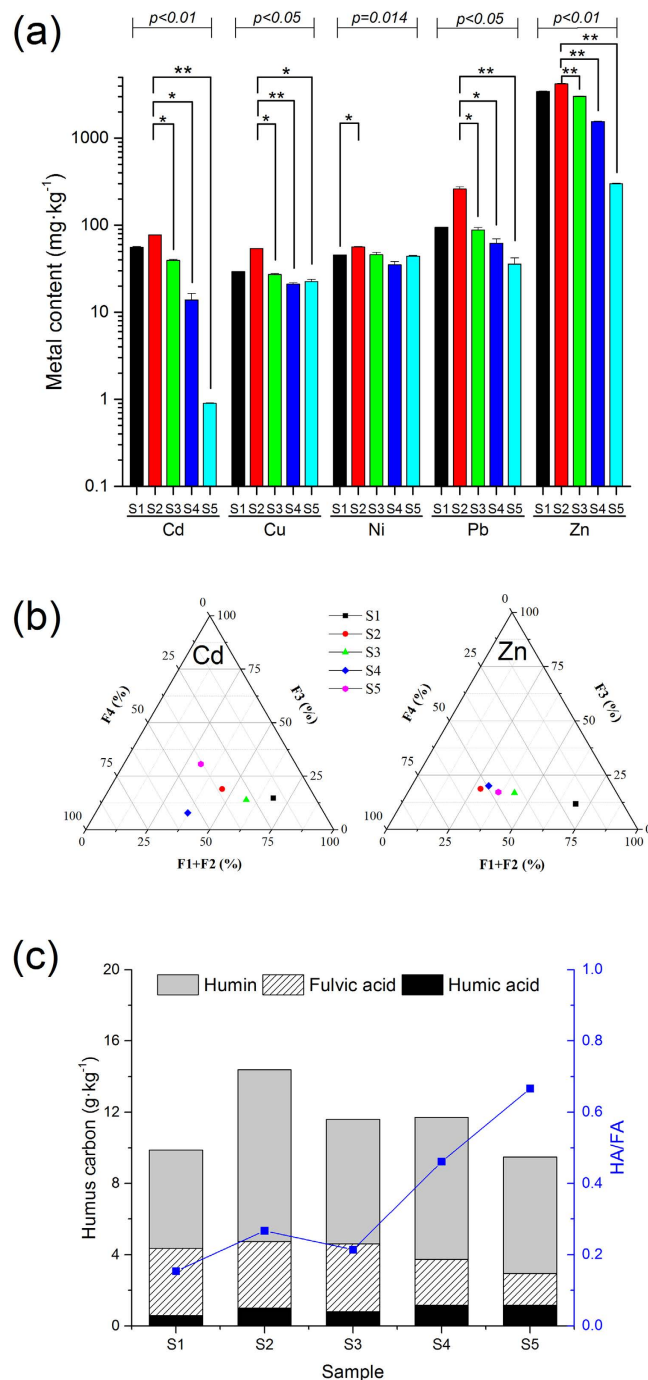 (a)
p<0.01 p<0.05 p=0.014 p<0.05 p<0.01
**
**
**
*
*
**
*
**
*
*
*
*
*
**
1000
100
10
1
0.1
Metal content (mg·kg⁻¹)
S1 S2 S3 S4 S5 S1 S2 S3 S4 S5 S1 S2 S3 S4 S5 S1 S2 S3 S4 S5 S1 S2 S3 S4 S5
Cd Cu Ni Pb Zn
(b)
0
100
25
75
50
50
75
25
100
0
0 25 50 75 100
Cd
F4 (%)
F3 (%)
F1+F2 (%)
S1
S2
S3
S4
S5
0
100
25
75
50
50
75
25
100
0
0 25 50 75 100
Zn
F4 (%)
F3 (%)
F1+F2 (%)
(c)
Humin Fulvic acid Humic acid
20
16
12
8
4
0
Humus carbon (g·kg⁻¹)
1.0
0.8
0.6
0.4
0.2
0.0
HA/FA
S1 S2 S3 S4 S5
Sample